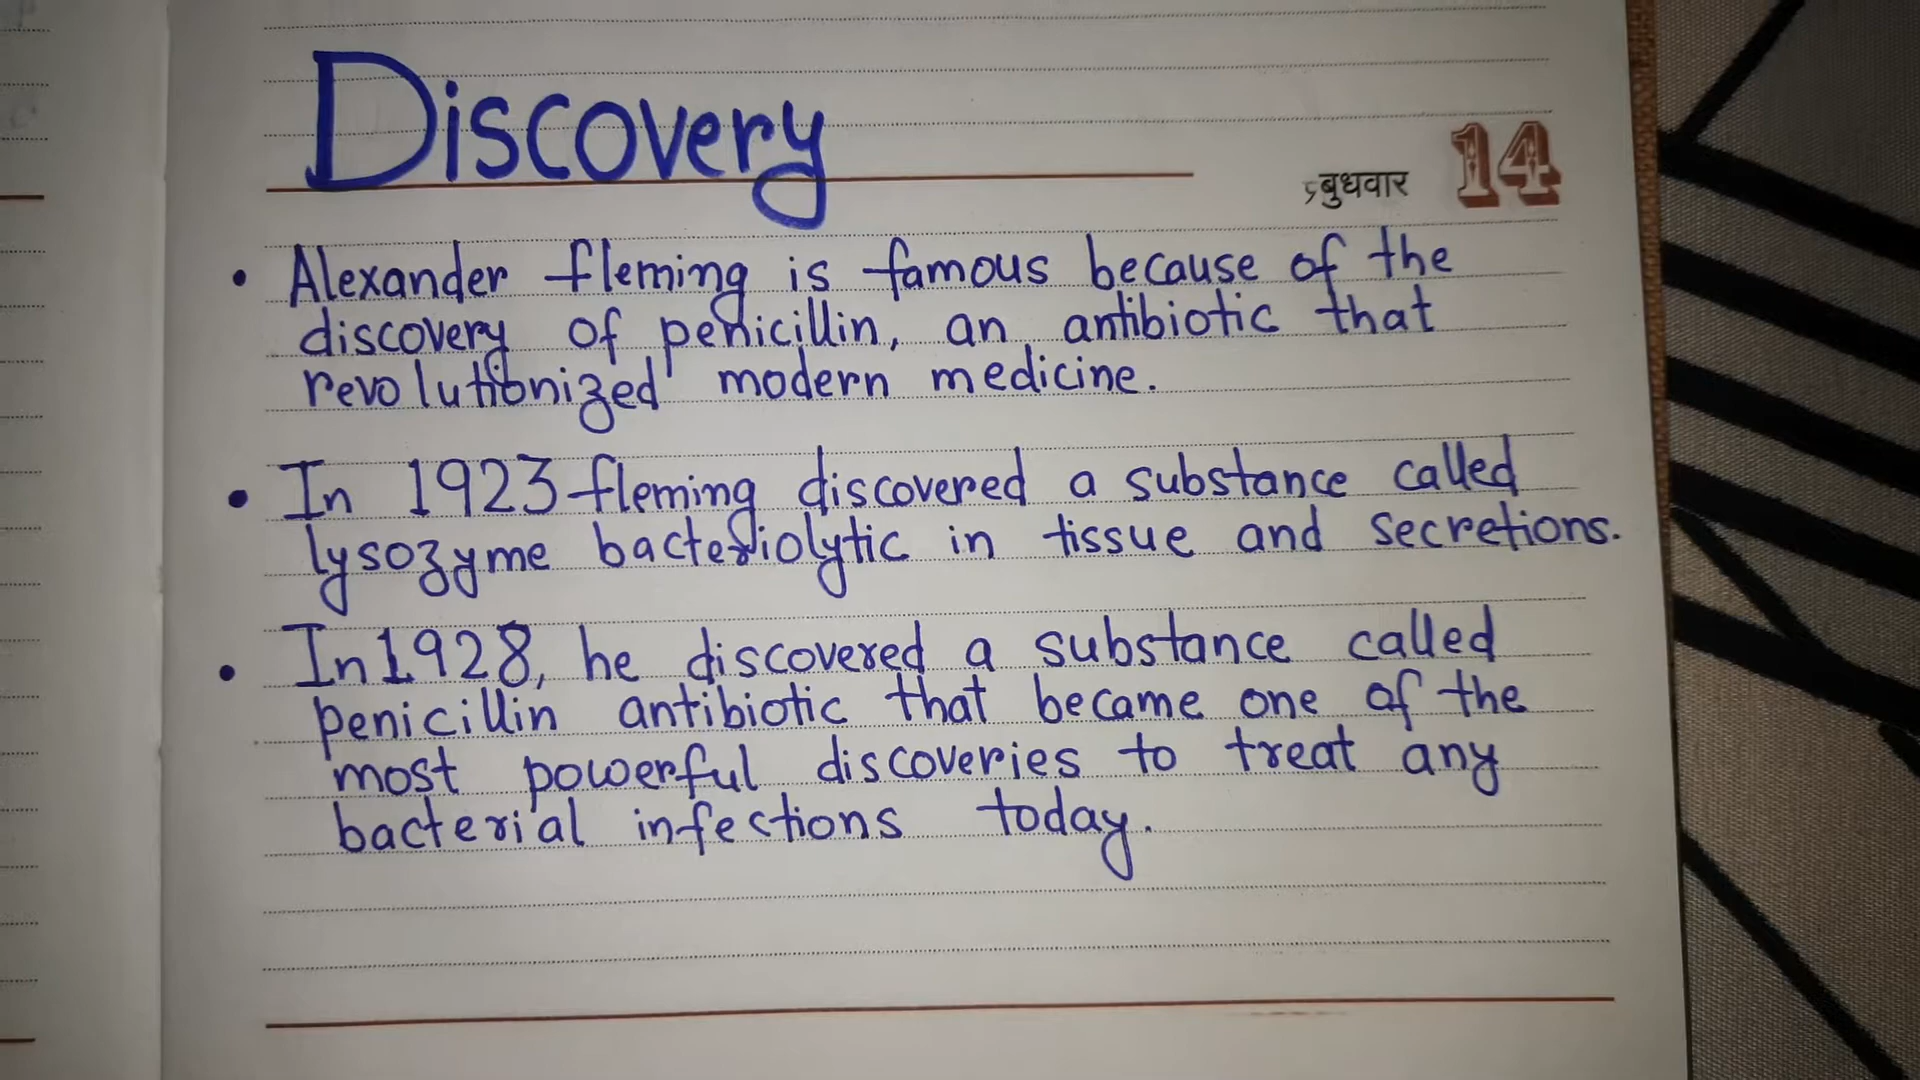 Discovery
बुधवार 14
• Alexander fleming is famous because of the
discovery of penicillin, an antibiotic that
revolutionized modern medicine.
• In 1923 fleming discovered a substance called
lysozyme bacteriolytic in tissue and secretions.
• In 1928, he discovered a substance called
penicillin antibiotic that became one of the
most powerful discoveries to treat any
bacterial infections today.